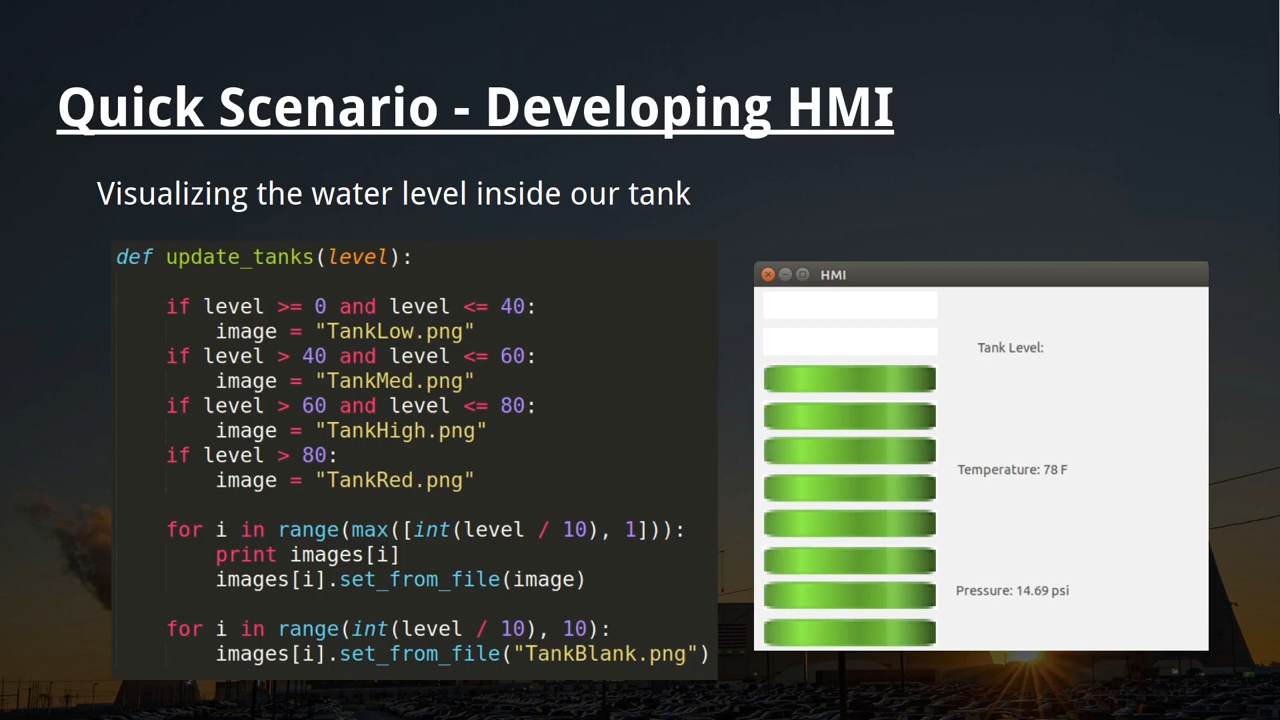 Quick Scenario - Developing HMI
Visualizing the water level inside our tank
def update_tanks(level):
if level >= 0 and level <= 40:
image = "TankLow.png"
if level > 40 and level <= 60:
image = "TankMed.png"
if level > 60 and level <= 80:
image = "TankHigh.png"
if level > 80:
image = "TankRed.png"
for i in range(max([int(level / 10), 1])):
print images[i]
images[i].set_from_file(image)
for i in range(int(level / 10), 10):
images[i].set_from_file("TankBlank.png")
HMI
Tank Level:
Temperature: 78 F
Pressure: 14.69 psi